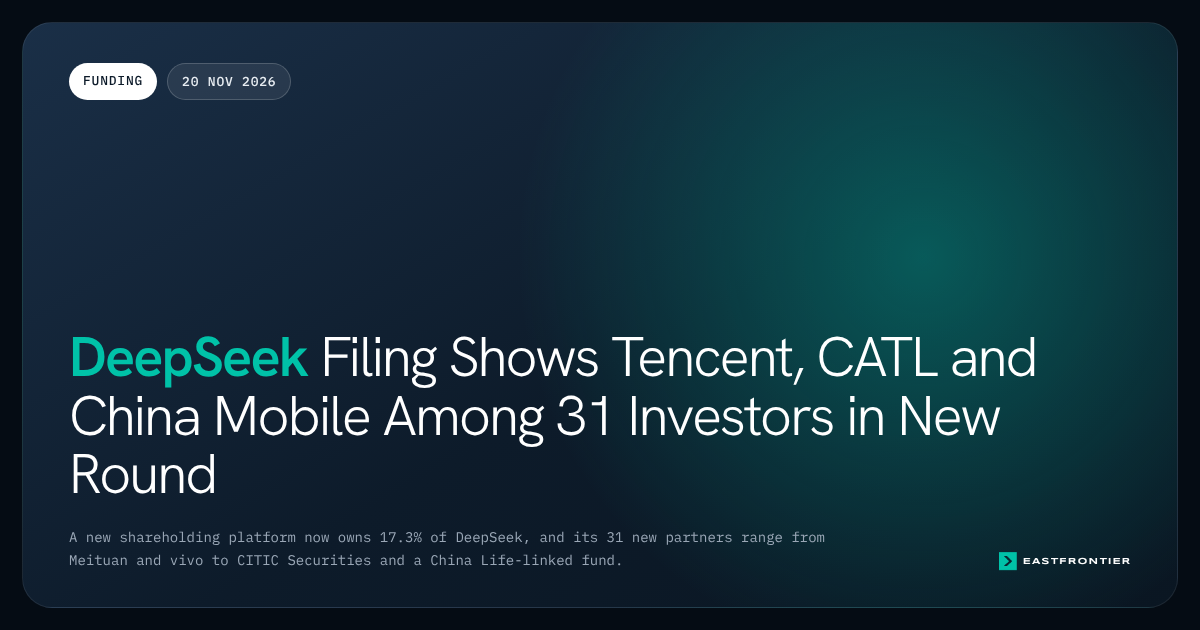 FUNDING
20 NOV 2026
DeepSeek Filing Shows Tencent, CATL and
China Mobile Among 31 Investors in New
Round
A new shareholding platform now owns 17.3% of DeepSeek, and its 31 new partners range from
Meituan and vivo to CITIC Securities and a China Life-linked fund.
EASTFRONTIER